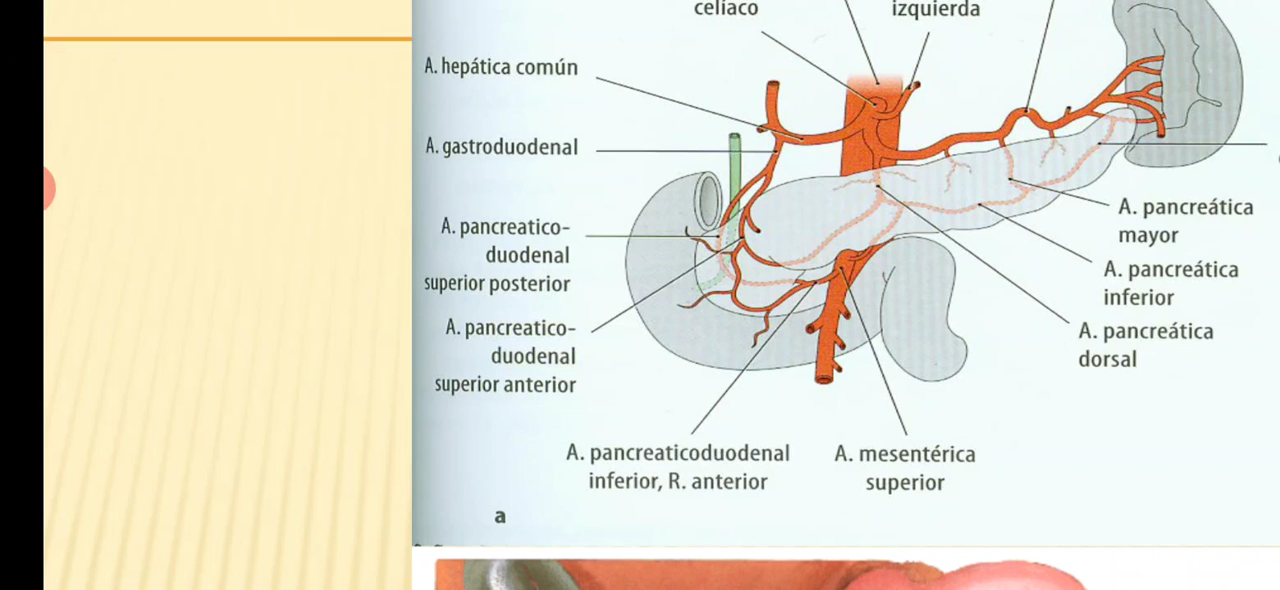 celíaco
izquierda
A. hepática común
A. gastroduodenal
A. pancreatico-
duodenal
superior posterior
A. pancreatico-
duodenal
superior anterior
A. pancreática
mayor
A. pancreática
inferior
A. pancreática
dorsal
A. pancreaticoduodenal
inferior, R. anterior
A. mesentérica
superior
a